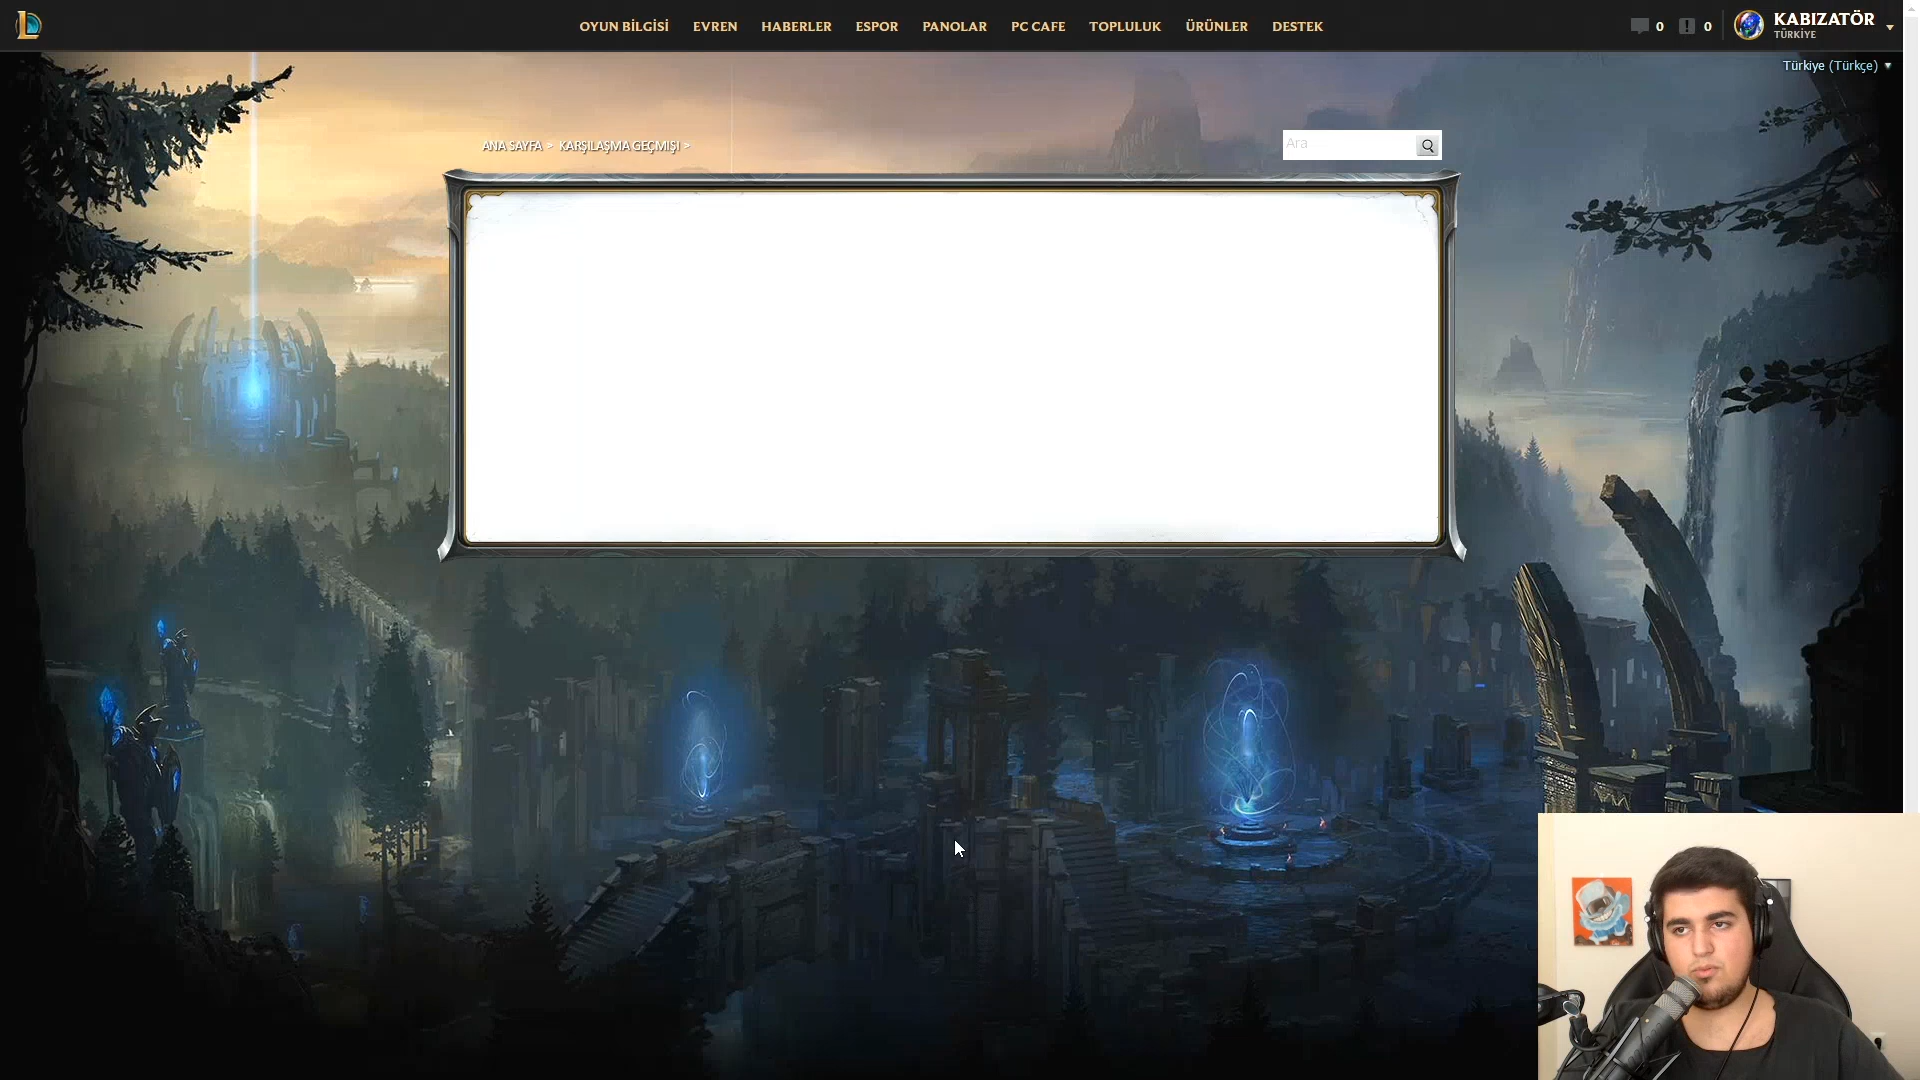 OYUN BİLGİSİ EVREN HABERLER ESPOR PANOLAR PC CAFE TOPLULUK ÜRÜNLER DESTEK
0 0 KABIZATÖR
TÜRKİYE
Türkiye (Türkçe)
ANA SAYFA > KARŞILAŞMA GEÇMİŞİ >
Ara